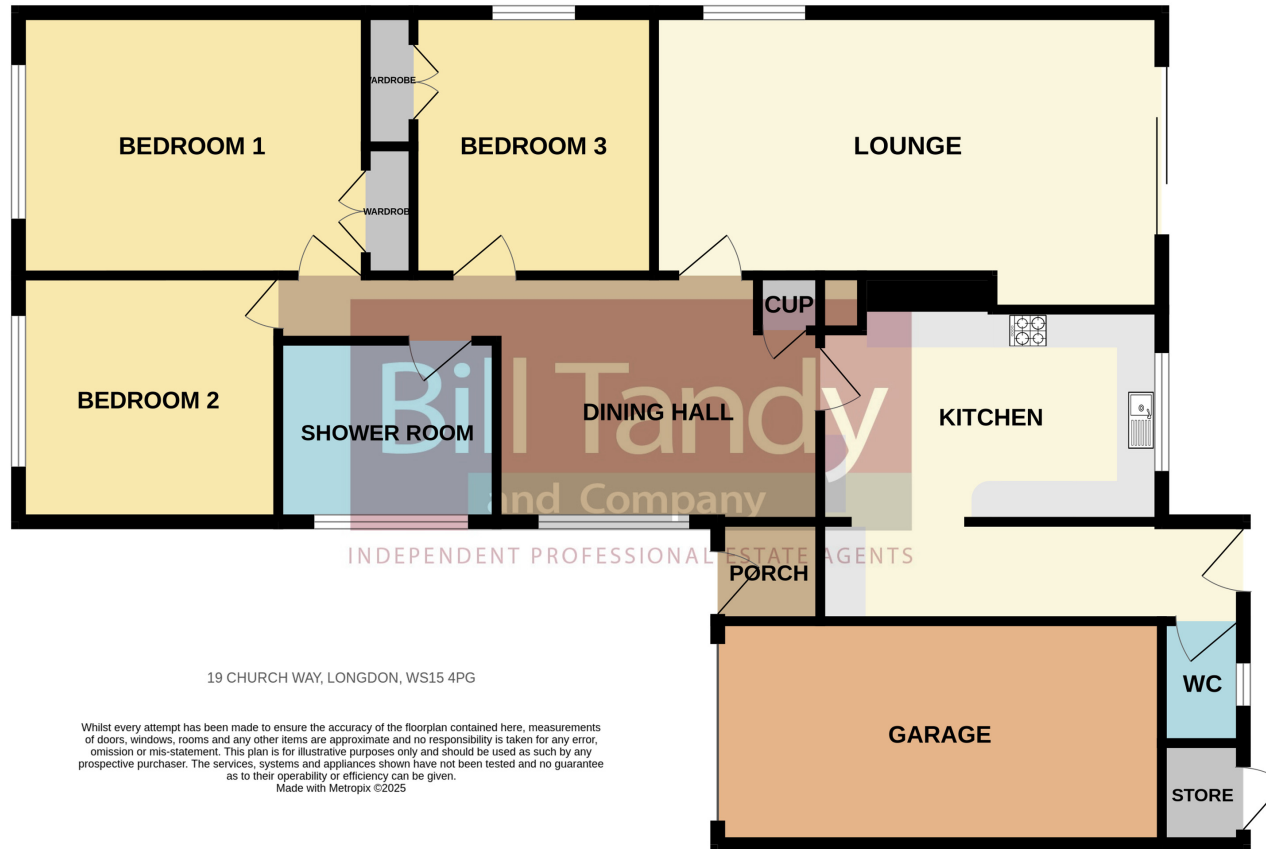 WARDROBE
BEDROOM 1
BEDROOM 3
LOUNGE
WARDROBE
CUP
BEDROOM 2
SHOWER ROOM
DINING HALL
KITCHEN
Bill Tandy
and Company
INDEPENDENT PROFESSIONAL ESTATE AGENTS
PORCH
WC
GARAGE
STORE
19 CHURCH WAY, LONGDON, WS15 4PG
Whilst every attempt has been made to ensure the accuracy of the floorplan contained here, measurements
of doors, windows, rooms and any other items are approximate and no responsibility is taken for any error,
omission or mis-statement. This plan is for illustrative purposes only and should be used as such by any
prospective purchaser. The services, systems and appliances shown have not been tested and no guarantee
as to their operability or efficiency can be given.
Made with Metropix ©2025